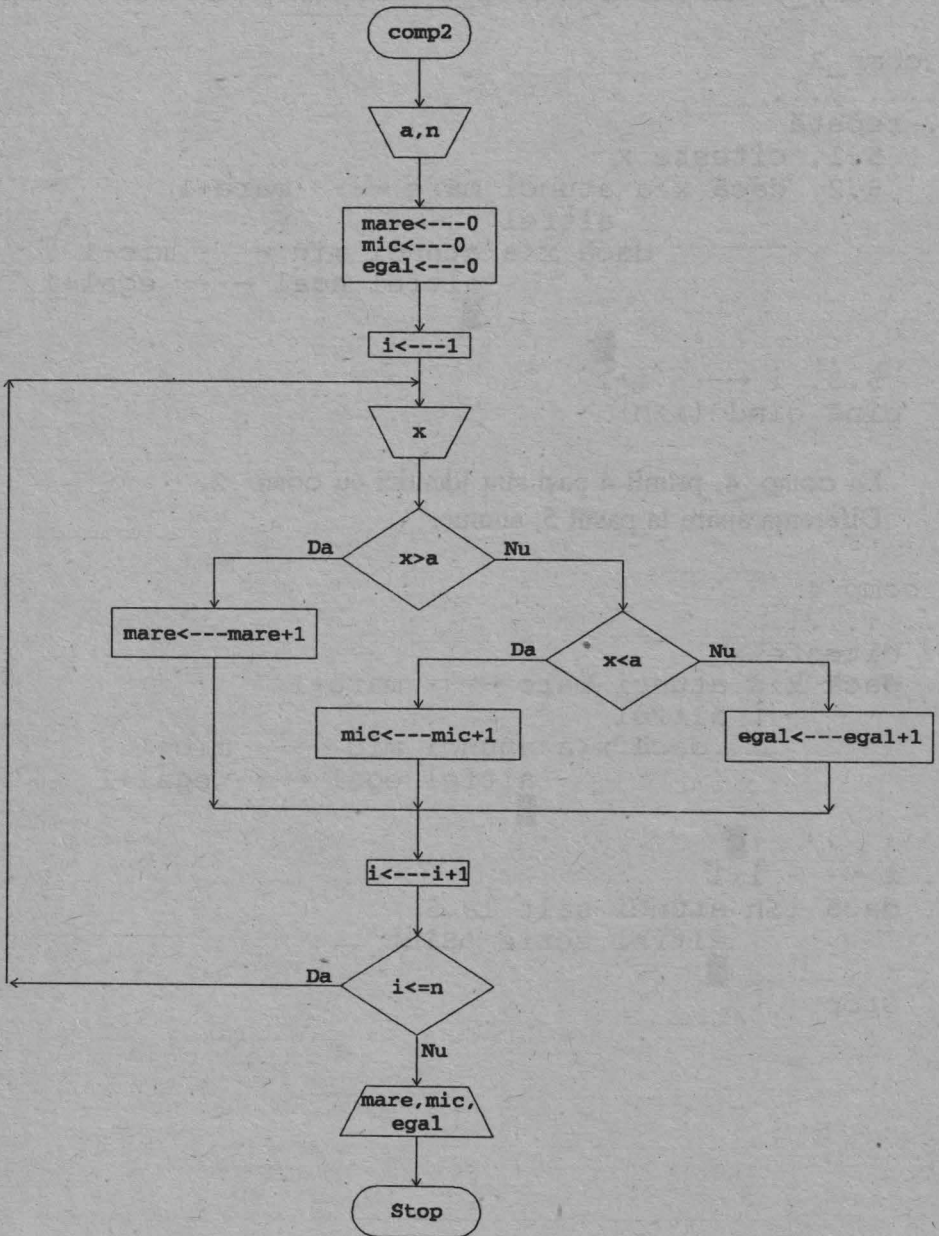 comp2
a,n
mare<---0
mic<---0
egal<---0
i<---1
x
x>a
Da
Nu
mare<---mare+1
x<a
Da
Nu
mic<---mic+1
egal<---egal+1
i<---i+1
i<=n
Da
Nu
mare,mic,
egal
Stop